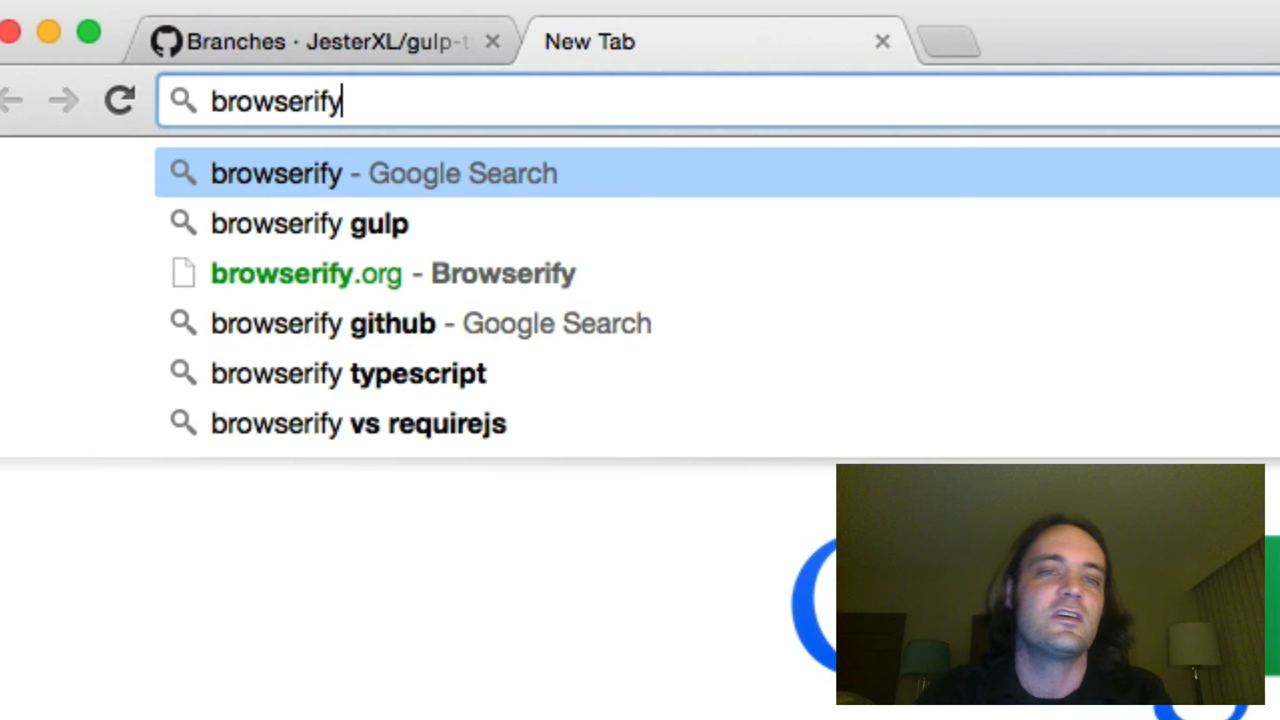 Branches · JesterXL/gulp-t
New Tab
browserify
browserify - Google Search
browserify gulp
browserify.org - Browserify
browserify github - Google Search
browserify typescript
browserify vs requirejs